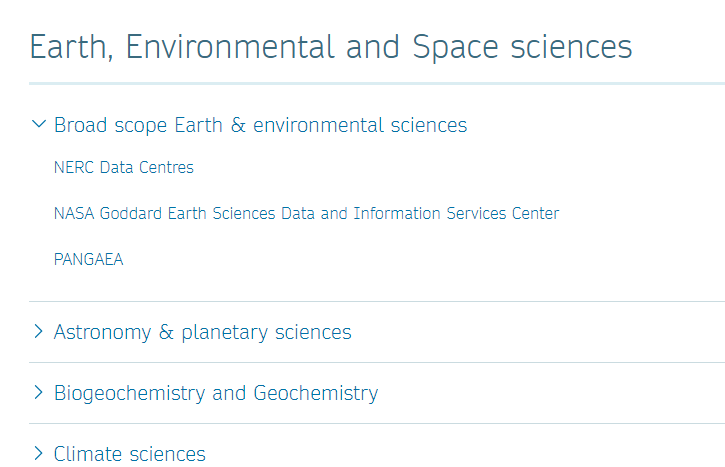 Earth, Environmental and Space sciences
Broad scope Earth & environmental sciences
NERC Data Centres
NASA Goddard Earth Sciences Data and Information Services Center
PANGAEA
Astronomy & planetary sciences
Biogeochemistry and Geochemistry
Climate sciences